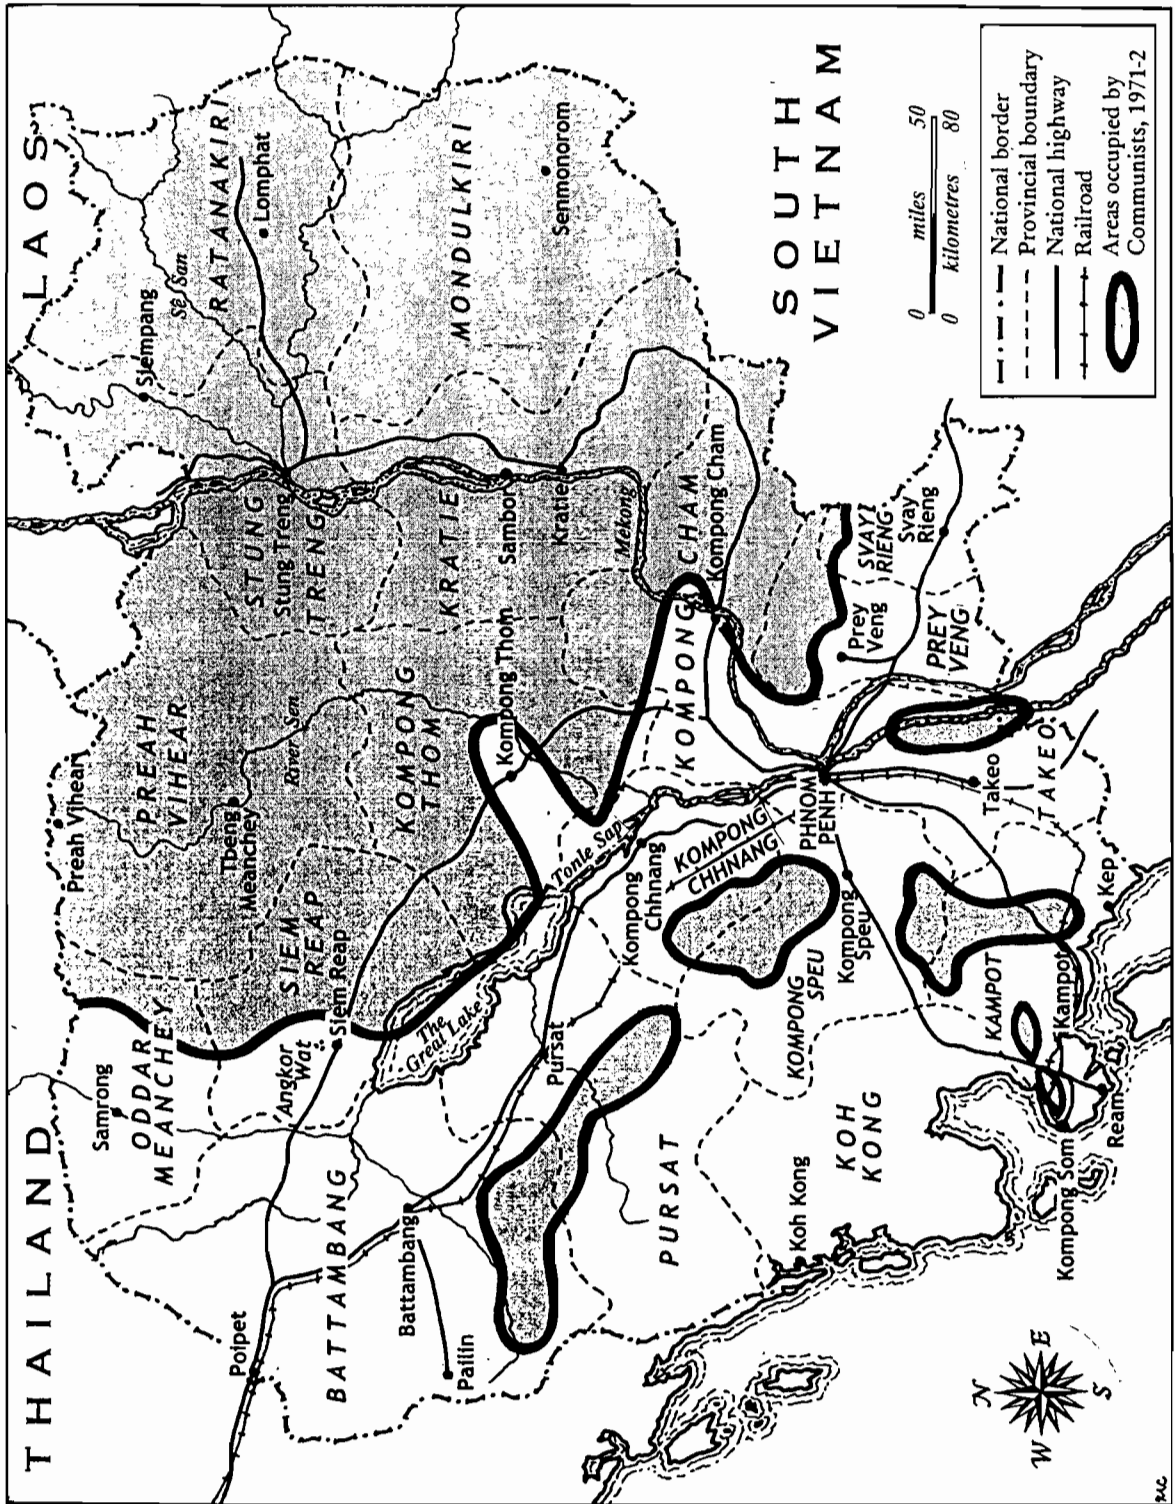 THAILAND
LAOS
SOUTH
VIETNAM
Samrong
ODDAR
MEANCHEY
Preah Vihear
PREAH
VIHEAR
Tbeng
Meanchey
River Sen
STUNG
TRENG
Stung Treng
Siempang
Sê San
RATANAKIRI
Lomphat
MONDULKIRI
Senmonorom
KRATIE
Sambor
Kratie
Mekong
SIEM
REAP
Siem Reap
Angkor
Wat
KOMPONG
THOM
Kompong Thom
Poipet
BATTAMBANG
Battambang
Pailin
The
Great Lake
Tonle Sap
Pursat
PURSAT
Kompong
Chhnang
KOMPONG
CHHNANG
KOMPONG
CHAM
Kompong Cham
PHNOM
PENH
Prey
Veng
PREY
VENG
SVAY
RIENG
Svay
Rieng
KOMPONG
SPEU
Kompong
Speu
Takeo
TAKEO
Koh Kong
KOH
KONG
KAMPOT
Kampot
Kep
Kompong Som
Ream
N
W
E
S
0 miles 50
0 kilometres 80
National border
Provincial boundary
National highway
Railroad
Areas occupied by
Communists, 1971-2